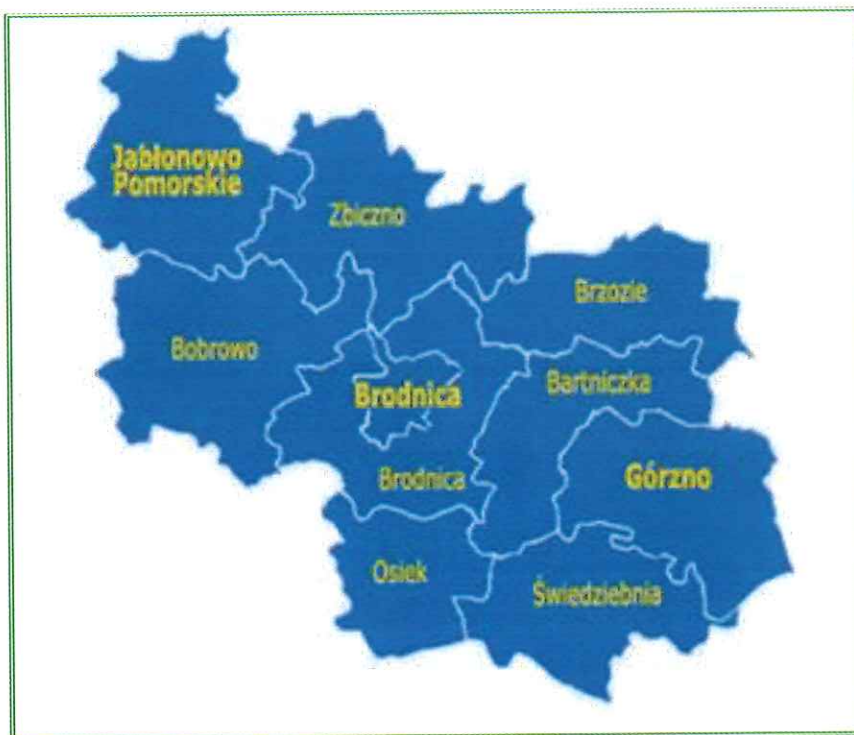 Jabłonowo
Pomorskie
Zbiczno
Brzozie
Bobrowo
Bartniczka
Brodnica
Brodnica
Górzno
Osiek
Świedziebnia